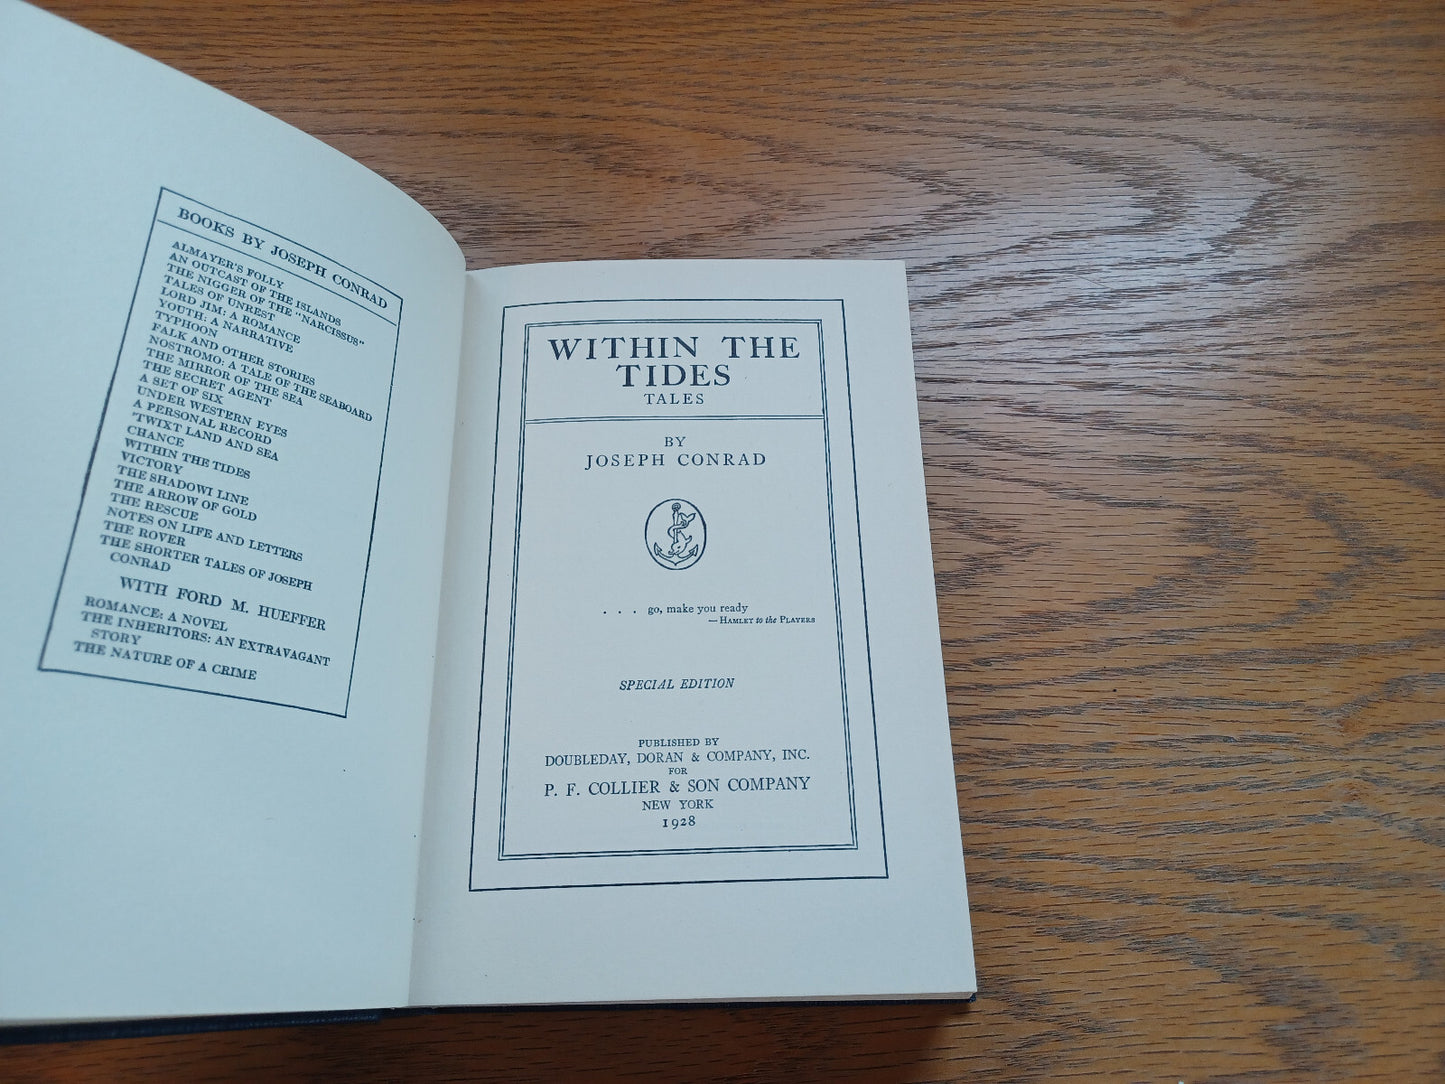 BOOKS BY JOSEPH CONRAD
ALMAYER'S FOLLY
AN OUTCAST OF THE ISLANDS
THE NIGGER OF THE "NARCISSUS"
TALES OF UNREST
LORD JIM: A ROMANCE
YOUTH: A NARRATIVE
TYPHOON
FALK AND OTHER STORIES
NOSTROMO: A TALE OF THE SEABOARD
THE MIRROR OF THE SEA
THE SECRET AGENT
A SET OF SIX
UNDER WESTERN EYES
A PERSONAL RECORD
'TWIXT LAND AND SEA
CHANCE
WITHIN THE TIDES
VICTORY
THE SHADOWI LINE
THE ARROW OF GOLD
THE RESCUE
NOTES ON LIFE AND LETTERS
THE ROVER
THE SHORTER TALES OF JOSEPH
CONRAD
WITH FORD M. HUEFFER
ROMANCE: A NOVEL
THE INHERITORS: AN EXTRAVAGANT
STORY
THE NATURE OF A CRIME
WITHIN THE
TIDES
TALES
BY
JOSEPH CONRAD
. . . go, make you ready
—HAMLET to the PLAYERS
SPECIAL EDITION
PUBLISHED BY
DOUBLEDAY, DORAN & COMPANY, INC.
FOR
P. F. COLLIER & SON COMPANY
NEW YORK
1928